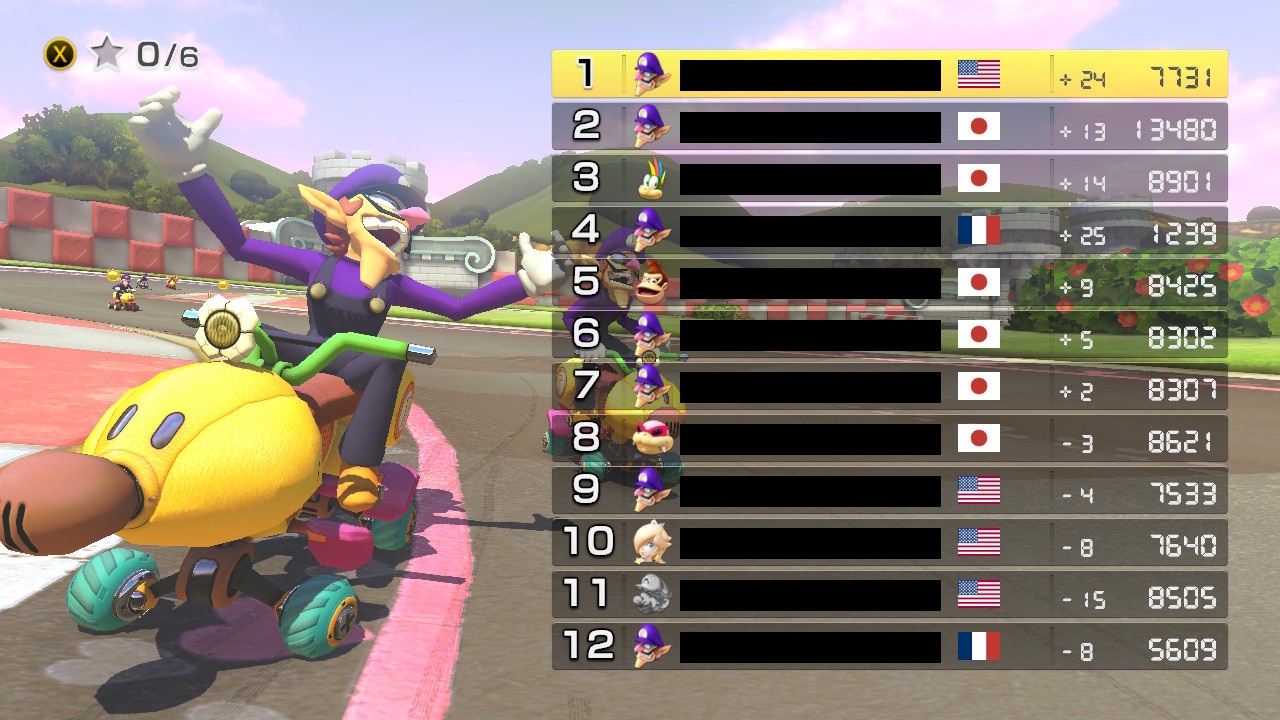 X 0/6
1 + 24 7731
2 + 13 13480
3 + 14 8901
4 + 25 1239
5 + 9 8425
6 + 5 8302
7 + 2 8307
8 - 3 8621
9 - 4 7533
10 - 8 7640
11 - 15 8505
12 - 8 5609